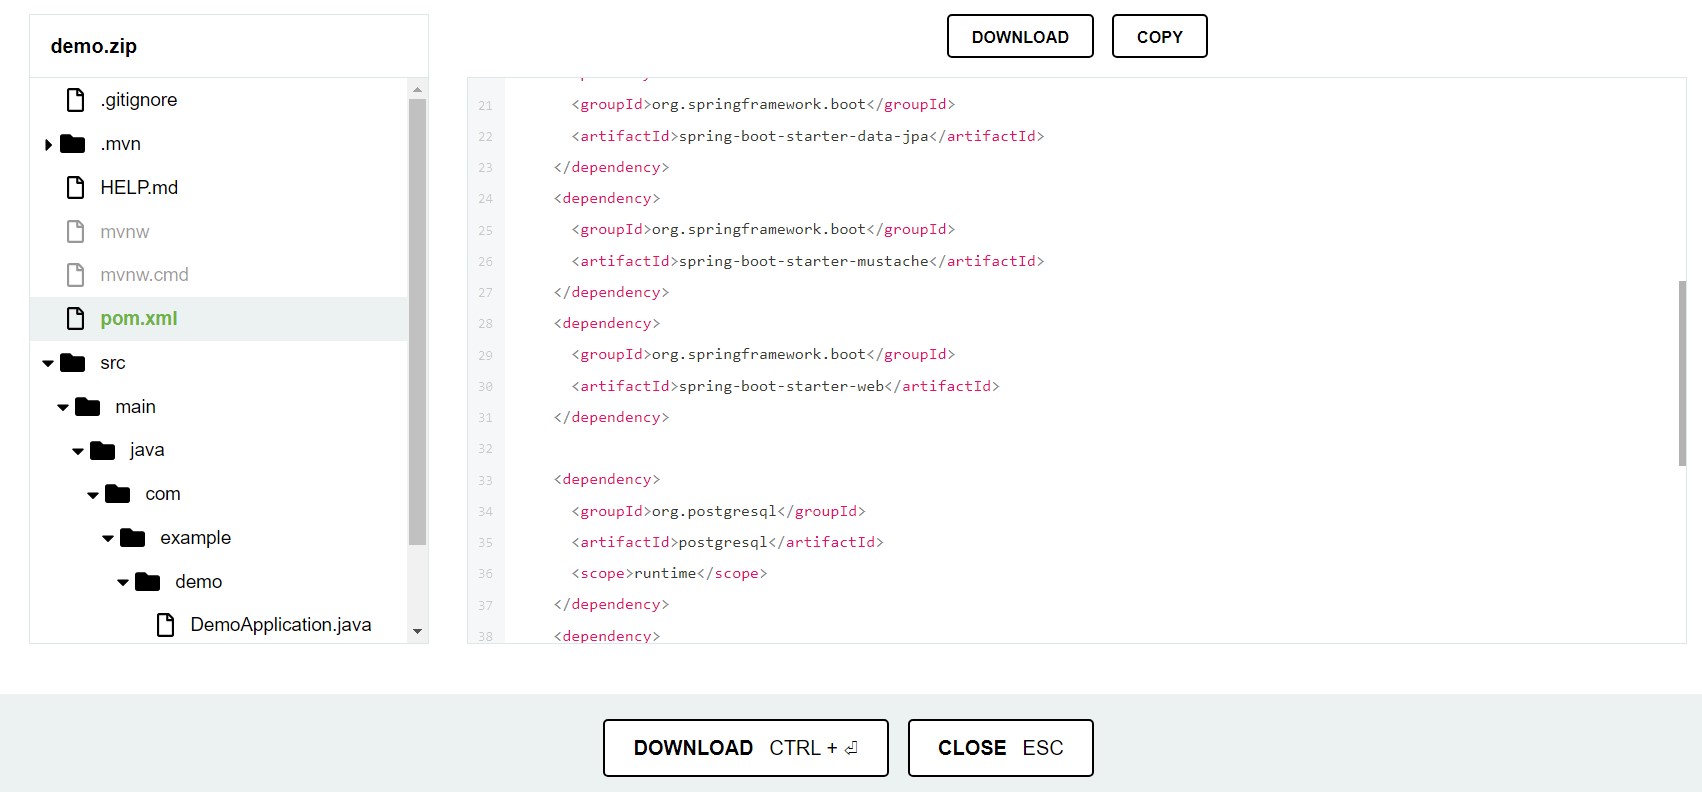 demo.zip
DOWNLOAD
COPY
.gitignore
.mvn
HELP.md
mvnw
mvnw.cmd
pom.xml
src
main
java
com
example
demo
DemoApplication.java
21 <groupId>org.springframework.boot</groupId>
22 <artifactId>spring-boot-starter-data-jpa</artifactId>
23 </dependency>
24 <dependency>
25 <groupId>org.springframework.boot</groupId>
26 <artifactId>spring-boot-starter-mustache</artifactId>
27 </dependency>
28 <dependency>
29 <groupId>org.springframework.boot</groupId>
30 <artifactId>spring-boot-starter-web</artifactId>
31 </dependency>
32
33 <dependency>
34 <groupId>org.postgresql</groupId>
35 <artifactId>postgresql</artifactId>
36 <scope>runtime</scope>
37 </dependency>
38 <dependency>
DOWNLOAD CTRL + ⏎
CLOSE ESC